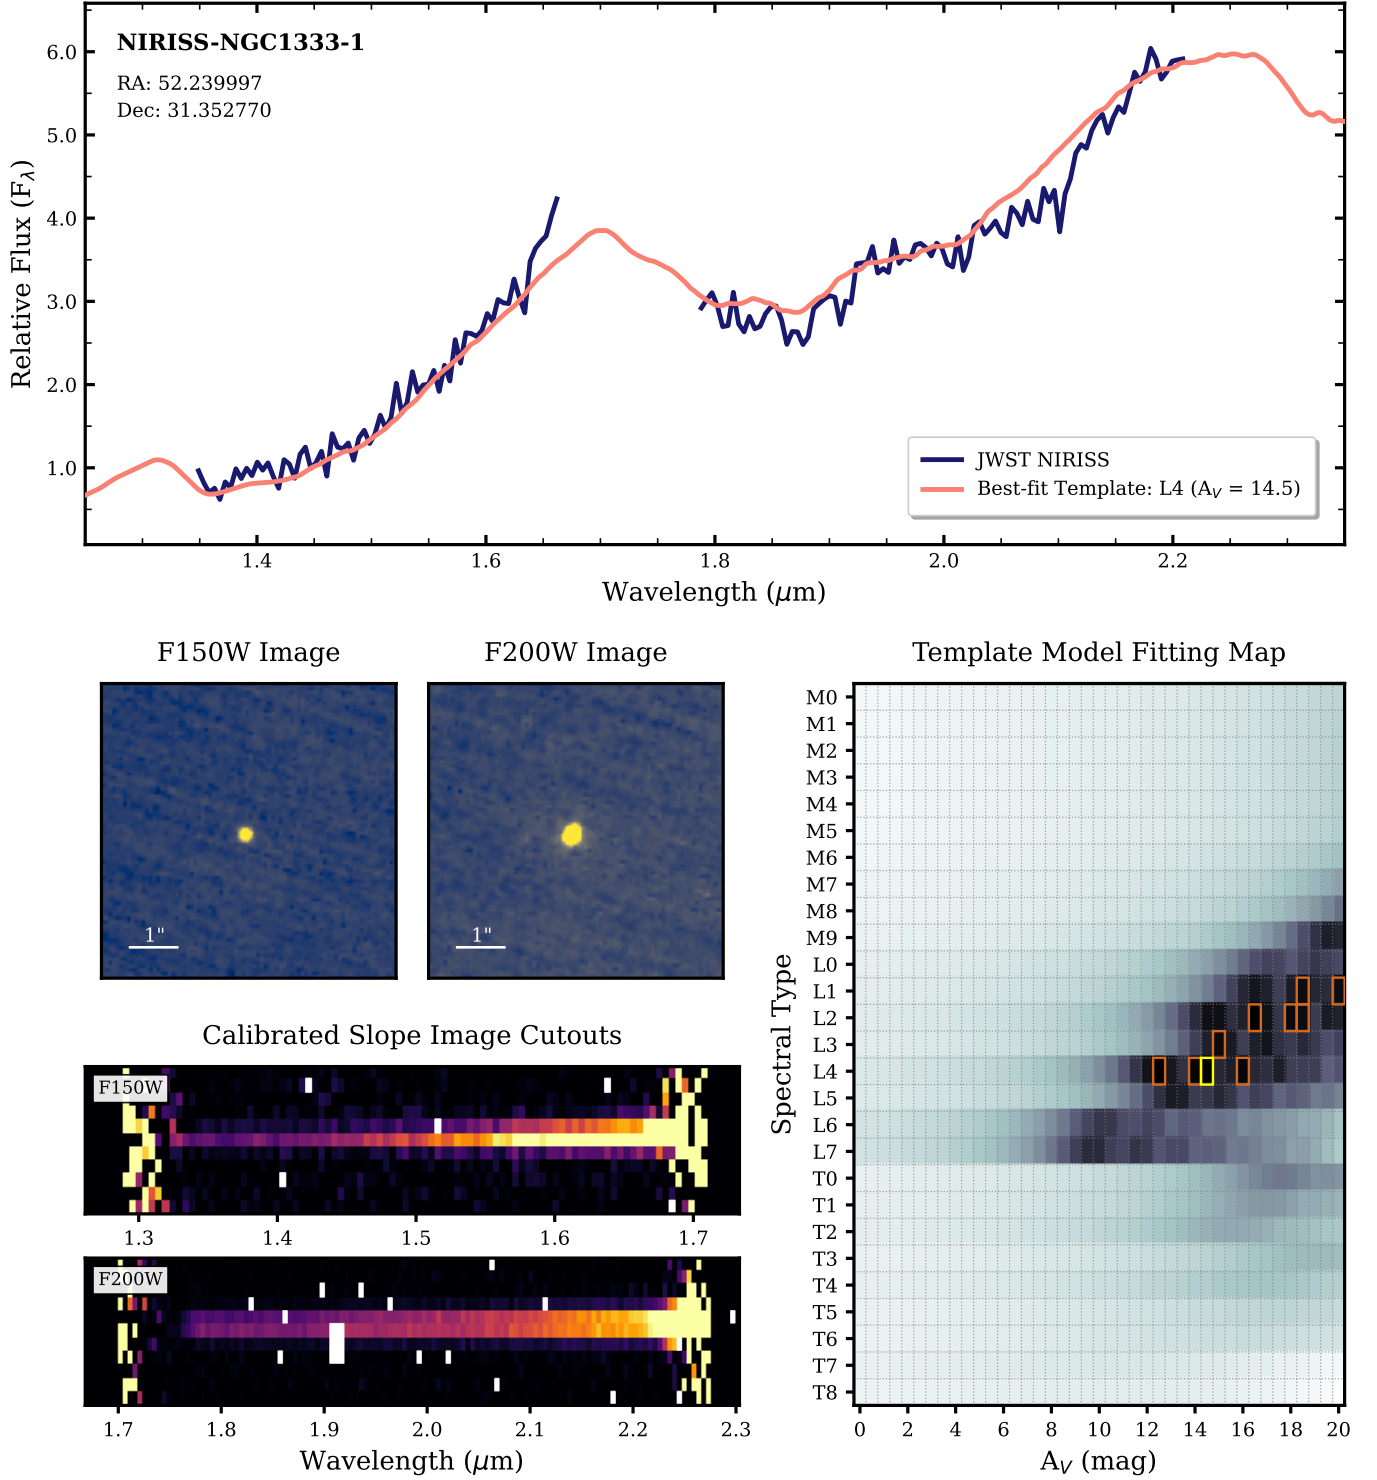 NIRISS-NGC1333-1
RA: 52.239997
Dec: 31.352770
Relative Flux (Fλ)
6.0
5.0
4.0
3.0
2.0
1.0
JWST NIRISS
Best-fit Template: L4 (AV = 14.5)
1.4 1.6 1.8 2.0 2.2
Wavelength (μm)
F150W Image
1"
F200W Image
1"
Calibrated Slope Image Cutouts
F150W
1.3 1.4 1.5 1.6 1.7
F200W
1.7 1.8 1.9 2.0 2.1 2.2 2.3
Wavelength (μm)
Template Model Fitting Map
Spectral Type
M0
M1
M2
M3
M4
M5
M6
M7
M8
M9
L0
L1
L2
L3
L4
L5
L6
L7
T0
T1
T2
T3
T4
T5
T6
T7
T8
0 2 4 6 8 10 12 14 16 18 20
AV (mag)